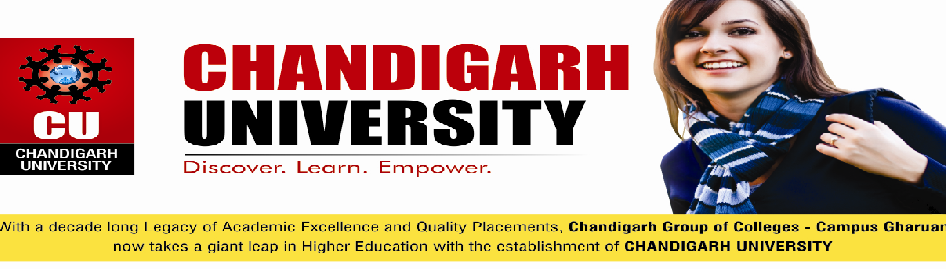 CU
CHANDIGARH
UNIVERSITY
CHANDIGARH
UNIVERSITY
Discover. Learn. Empower.
With a decade long Legacy of Academic Excellence and Quality Placements, Chandigarh Group of Colleges - Campus Gharuan
now takes a giant leap in Higher Education with the establishment of CHANDIGARH UNIVERSITY